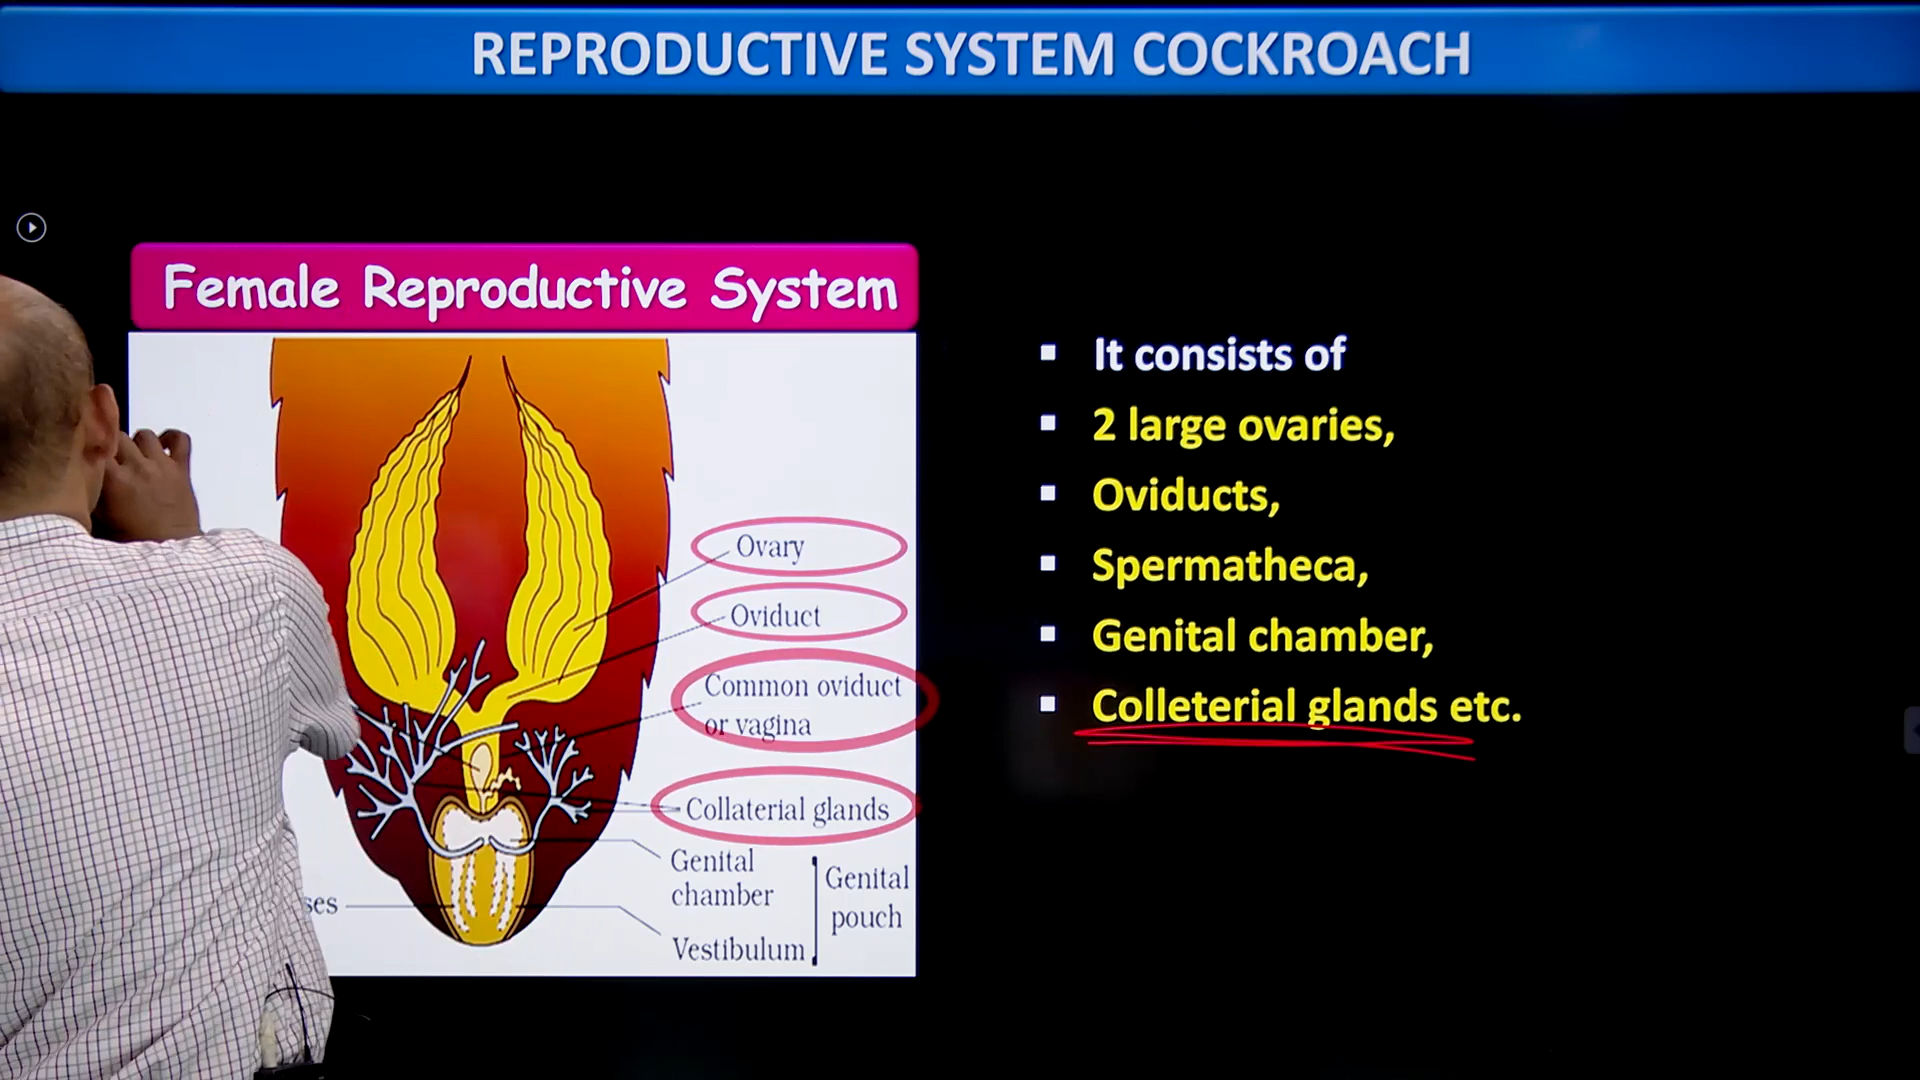 REPRODUCTIVE SYSTEM COCKROACH
Female Reproductive System
Ovary
Oviduct
Common oviduct
or vagina
Collaterial glands
Genital
chamber
Genital
pouch
Vestibulum
▪ It consists of
▪ 2 large ovaries,
▪ Oviducts,
▪ Spermatheca,
▪ Genital chamber,
▪ Colleterial glands etc.